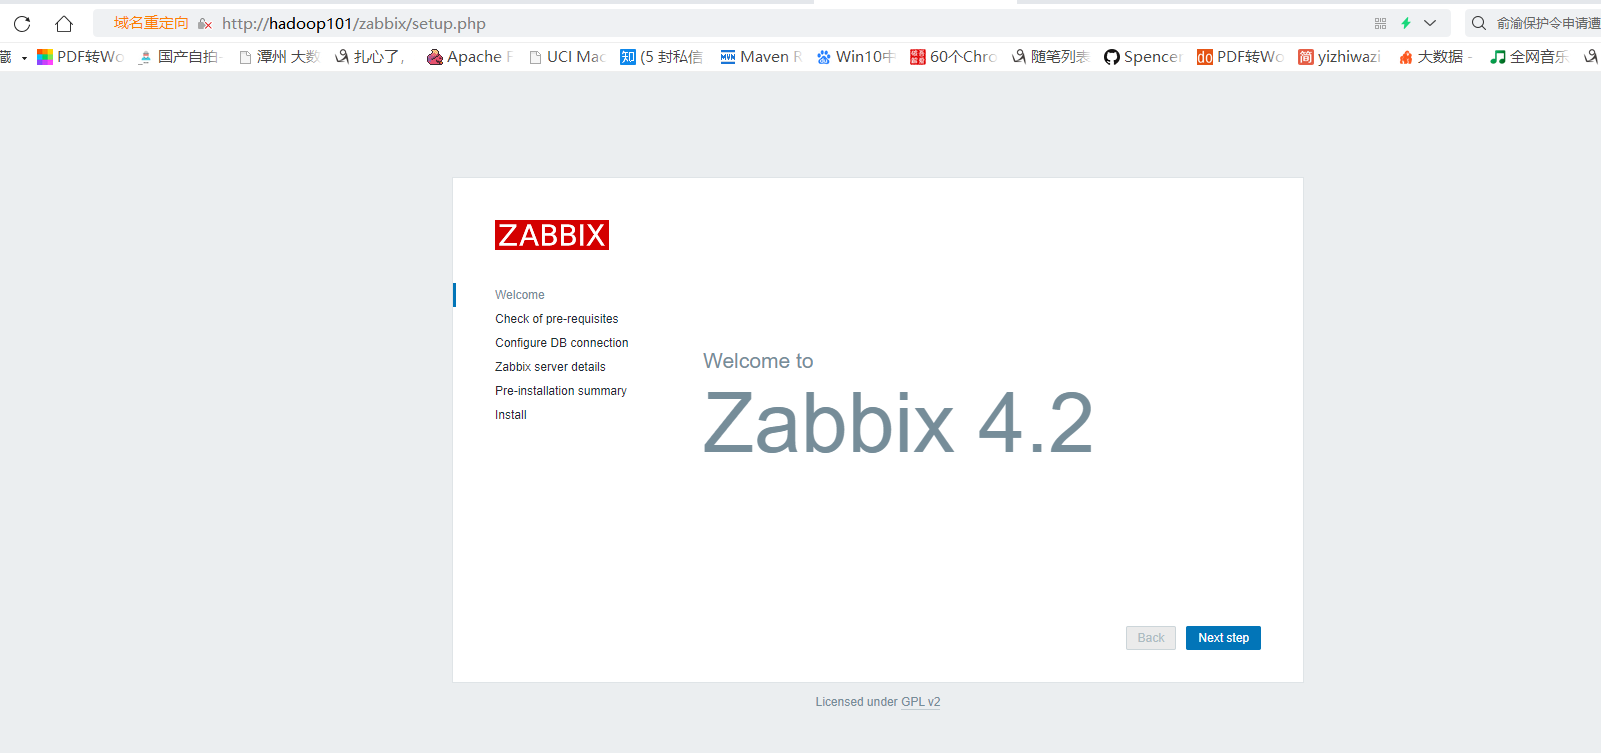 域名重定向 http://hadoop101/zabbix/setup.php 俞渝保护令申请遭
藏 PDF转Wo 国产自拍- 潭州 大数 扎心了, Apache F UCI Mac 知 (5 封私信 MVN Maven R Win10中 60个Chro 随笔列表 Spencer do PDF转Wo 简 yizhiwazi 大数据 - 全网音乐
ZABBIX
Welcome
Check of pre-requisites
Configure DB connection
Zabbix server details
Pre-installation summary
Install
Welcome to
Zabbix 4.2
Back Next step
Licensed under GPL v2